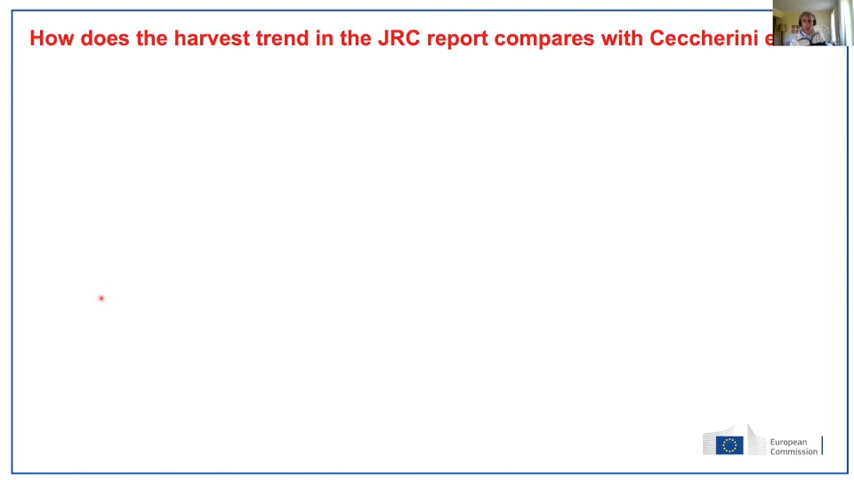 How does the harvest trend in the JRC report compares with Ceccherini e
European
Commission